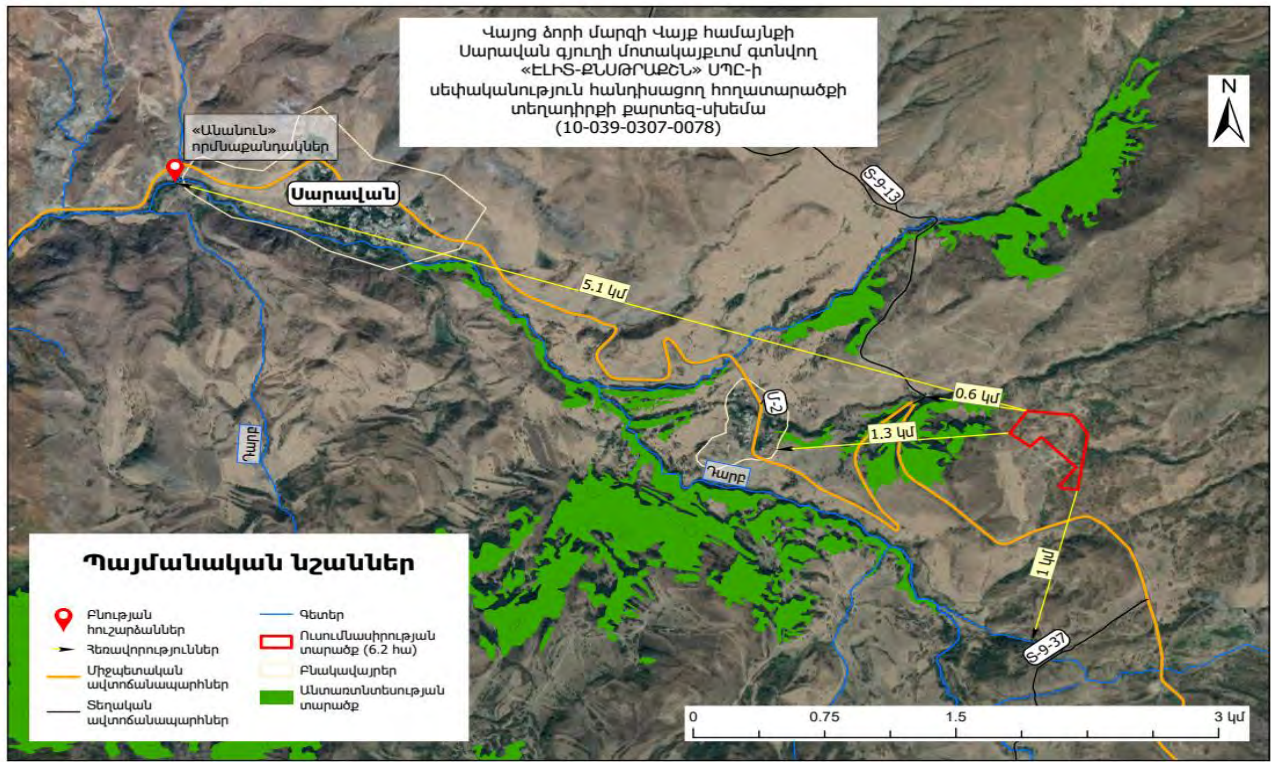 Վայոց ձորի մարզի Վայք համայնքի
Սարավան գյուղի մոտակայքւոմ գտնվող
«ԷԼԻՏ-ՔՆՍԹՐԱՔՇՆ» ՍՊԸ-ի
սեփականություն հանդիսացող հողատարածքի
տեղադիրքի քարտեզ-սխեմա
(10-039-0307-0078)
N
«Անանուն»
որմնաքանդակներ
Սարավան
S-9-13
5.1 կմ
0.6 կմ
Մ-2
1.3 կմ
Դարբ
Դարբ
1 կմ
S-9-37
Պայմանական նշաններ
Բնության
հուշարձաններ
Հեռավորություններ
Միջպետական
ավտոճանապարհներ
Տեղական
ավտոճանապարհներ
Գետեր
Ուսումնասիրության
տարածք (6.2 հա)
Բնակավայրեր
Անտառտնտեսության
տարածք
0 0.75 1.5 3 կմ